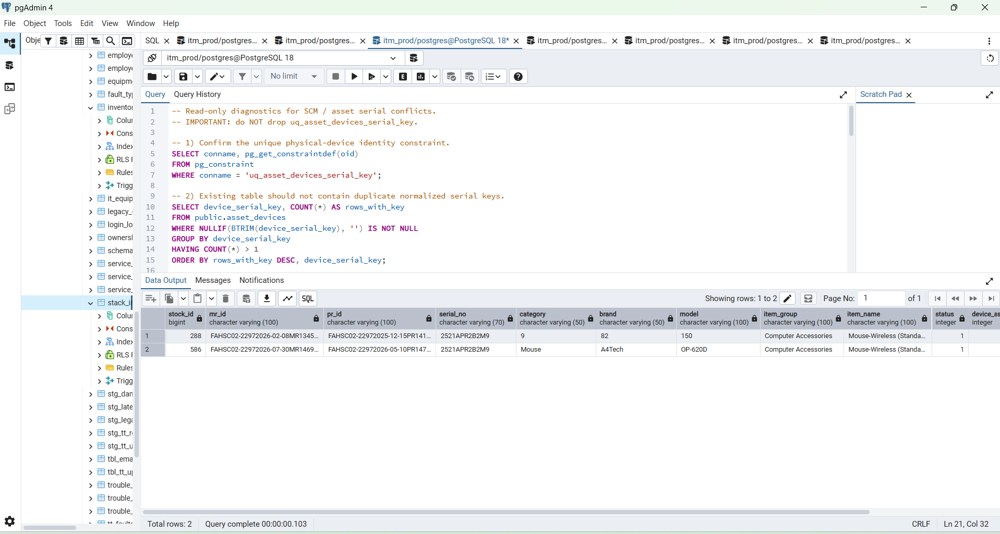 pgAdmin 4
File Object Tools Edit View Window Help
Obje
SQL
itm_prod/postgres...
itm_prod/postgres...
itm_prod/postgres@PostgreSQL 18*
itm_prod/postgres...
itm_prod/postgres...
itm_prod/postgres...
itm_prod/postgres...
itm_prod/postgres@PostgreSQL 18
No limit
E
Query Query History
Scratch Pad
1 -- Read-only diagnostics for SCM / asset serial conflicts.
2 -- IMPORTANT: do NOT drop uq_asset_devices_serial_key.
3
4 -- 1) Confirm the unique physical-device identity constraint.
5 SELECT conname, pg_get_constraintdef(oid)
6 FROM pg_constraint
7 WHERE conname = 'uq_asset_devices_serial_key';
8
9 -- 2) Existing table should not contain duplicate normalized serial keys.
10 SELECT device_serial_key, COUNT(*) AS rows_with_key
11 FROM public.asset_devices
12 WHERE NULLIF(BTRIM(device_serial_key), '') IS NOT NULL
13 GROUP BY device_serial_key
14 HAVING COUNT(*) > 1
15 ORDER BY rows_with_key DESC, device_serial_key;
16
employe
employe
equipm
fault_ty
invento
Colu
Cons
Index
RLS
Rules
Trigg
it_equip
legacy_
login_lo
owners
schema
service_
service_
service_
stack_i
Colu
Cons
Index
RLS
Rules
Trigg
stg_dan
stg_late
stg_lega
stg_tt_r
stg_tt_u
tbl_ema
tbl_tt_u
trouble_
trouble_
trouble_
Data Output Messages Notifications
SQL
Showing rows: 1 to 2
Page No: 1 of 1
stock_id bigint
mr_id character varying (100)
pr_id character varying (100)
serial_no character varying (70)
category character varying (50)
brand character varying (50)
model character varying (100)
item_group character varying (100)
item_name character varying (100)
status integer
device_as integer
1 288 FAHSC02-22972026-02-08MR1345... FAHSC02-22972025-12-15PR141... 2521APR2B2M9 9 82 150 Computer Accessories Mouse-Wireless (Standa... 1
2 586 FAHSC02-22972026-07-30MR1469... FAHSC02-22972026-05-10PR147... 2521APR2B2M9 Mouse A4Tech OP-620D Computer Accessories Mouse-Wireless (Standa... 1
Total rows: 2 Query complete 00:00:00.103
CRLF Ln 21, Col 32